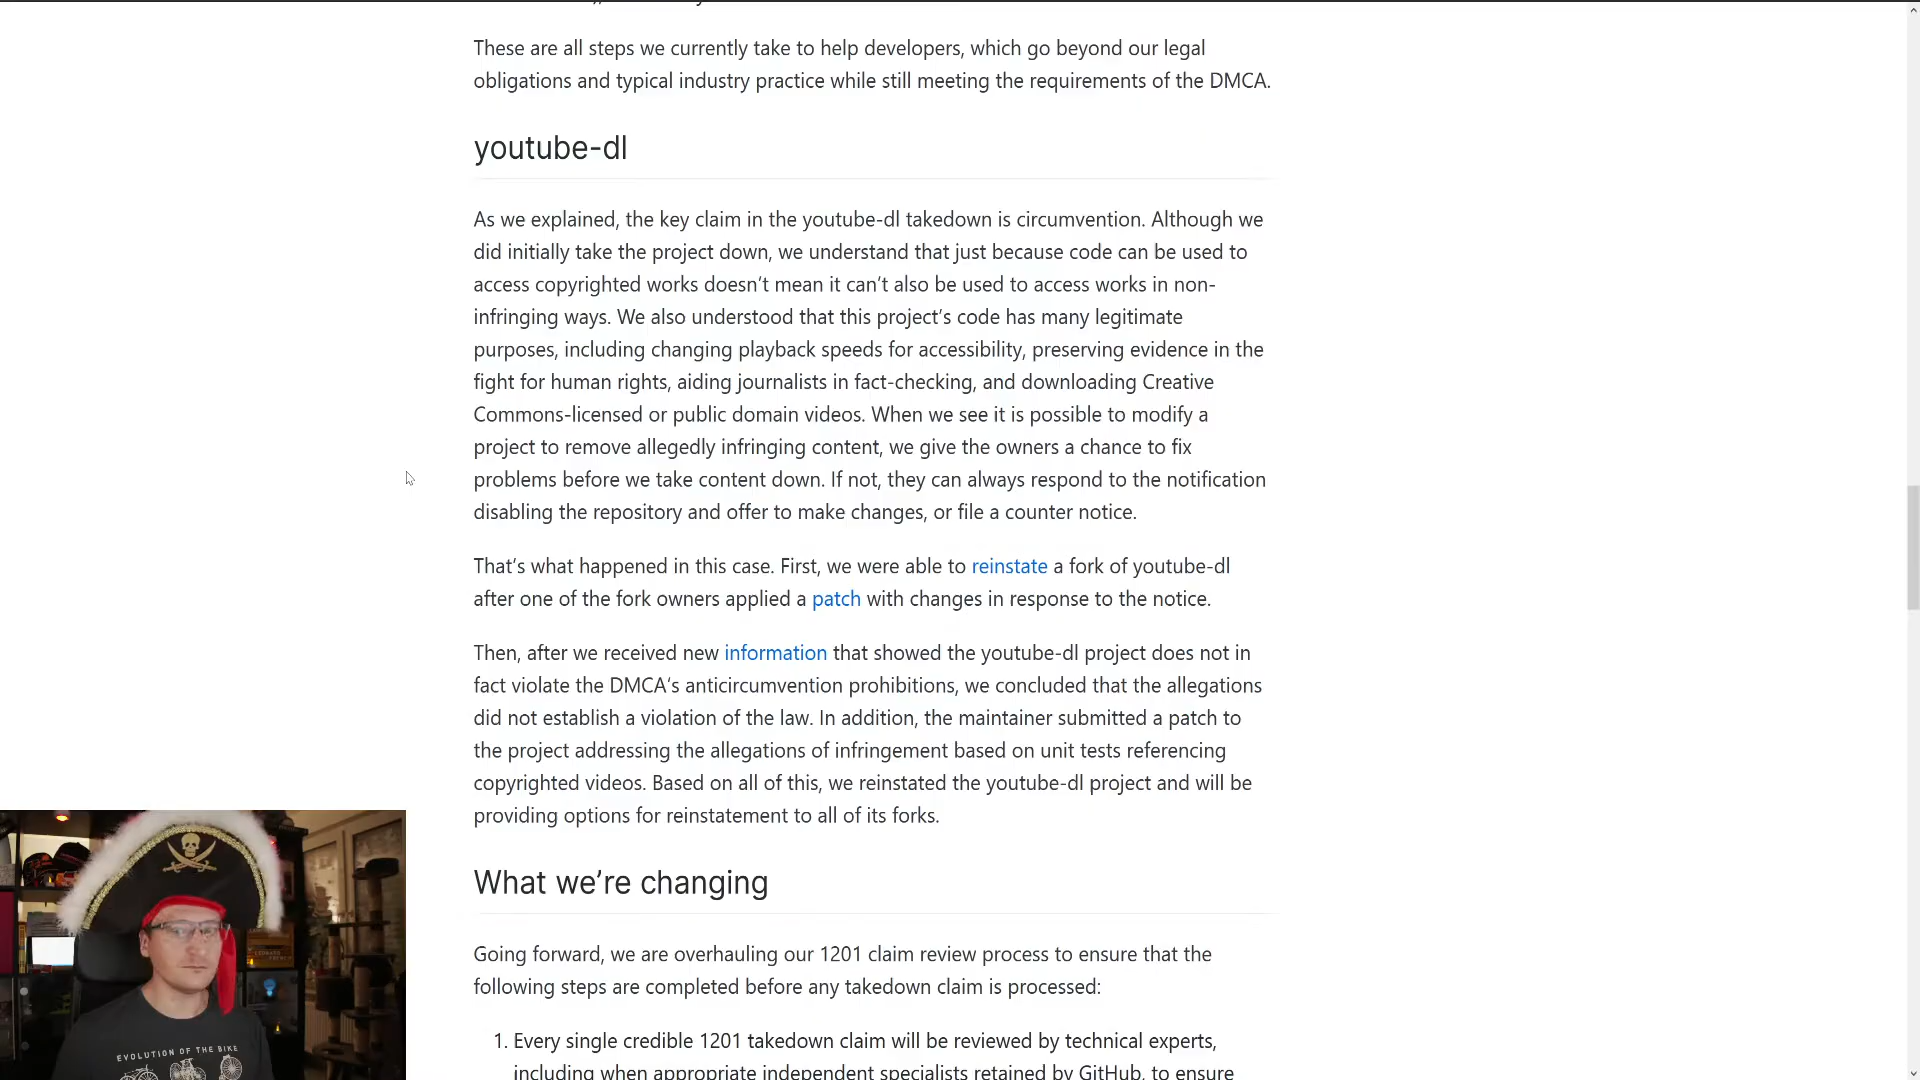 These are all steps we currently take to help developers, which go beyond our legal
obligations and typical industry practice while still meeting the requirements of the DMCA.
youtube-dl
As we explained, the key claim in the youtube-dl takedown is circumvention. Although we
did initially take the project down, we understand that just because code can be used to
access copyrighted works doesn’t mean it can’t also be used to access works in non-
infringing ways. We also understood that this project’s code has many legitimate
purposes, including changing playback speeds for accessibility, preserving evidence in the
fight for human rights, aiding journalists in fact-checking, and downloading Creative
Commons-licensed or public domain videos. When we see it is possible to modify a
project to remove allegedly infringing content, we give the owners a chance to fix
problems before we take content down. If not, they can always respond to the notification
disabling the repository and offer to make changes, or file a counter notice.
That’s what happened in this case. First, we were able to reinstate a fork of youtube-dl
after one of the fork owners applied a patch with changes in response to the notice.
Then, after we received new information that showed the youtube-dl project does not in
fact violate the DMCA‘s anticircumvention prohibitions, we concluded that the allegations
did not establish a violation of the law. In addition, the maintainer submitted a patch to
the project addressing the allegations of infringement based on unit tests referencing
copyrighted videos. Based on all of this, we reinstated the youtube-dl project and will be
providing options for reinstatement to all of its forks.
What we’re changing
Going forward, we are overhauling our 1201 claim review process to ensure that the
following steps are completed before any takedown claim is processed:
1. Every single credible 1201 takedown claim will be reviewed by technical experts,
including when appropriate independent specialists retained by GitHub, to ensure
EVOLUTION OF THE BIKE